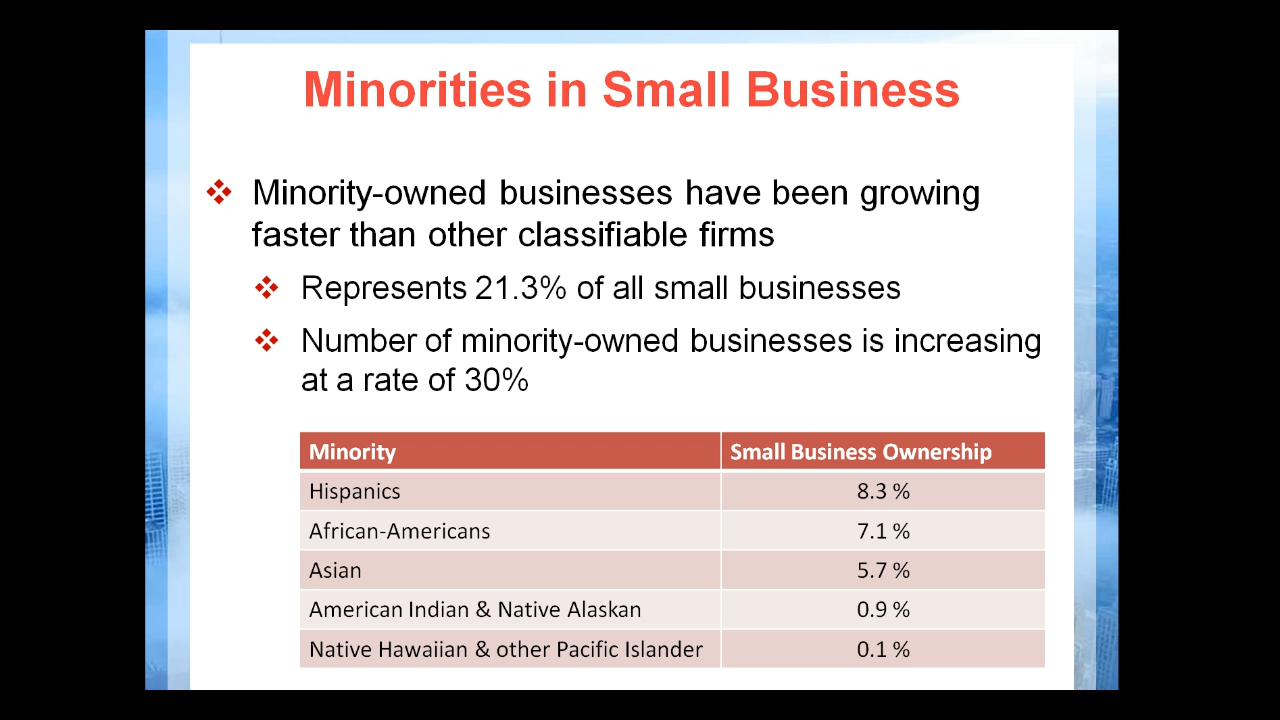 Minorities in Small Business
Minority-owned businesses have been growing
faster than other classifiable firms
Represents 21.3% of all small businesses
Number of minority-owned businesses is increasing
at a rate of 30%
Minority Small Business Ownership
Hispanics 8.3 %
African-Americans 7.1 %
Asian 5.7 %
American Indian & Native Alaskan 0.9 %
Native Hawaiian & other Pacific Islander 0.1 %